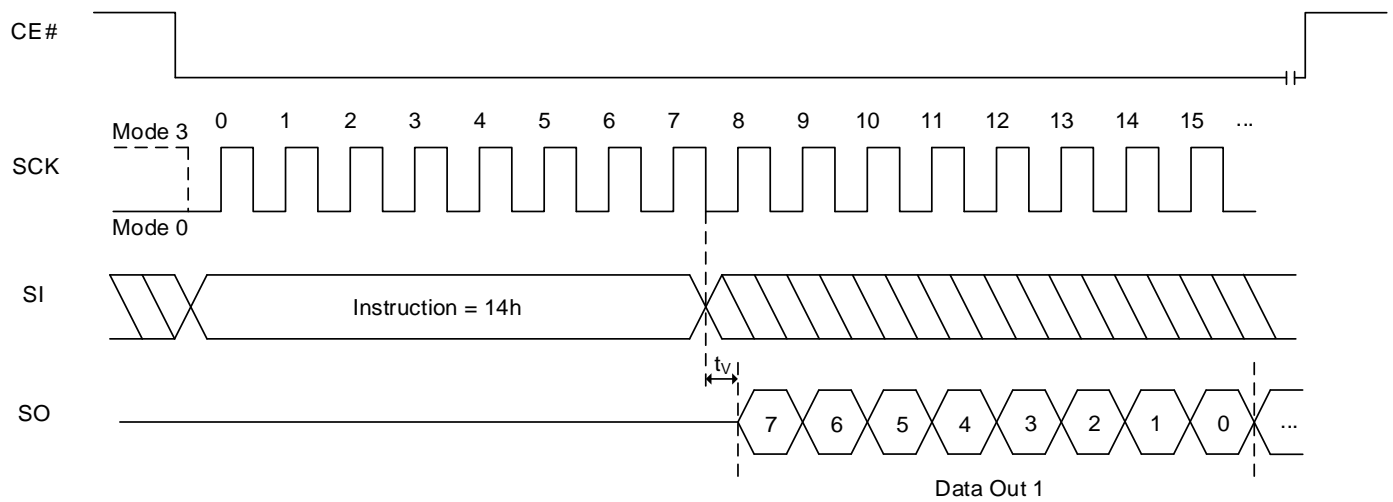 CE#
0 1 2 3 4 5 6 7 8 9 10 11 12 13 14 15 ...
Mode 3
SCK
Mode 0
SI
Instruction = 14h
tV
SO
7 6 5 4 3 2 1 0 ...
Data Out 1